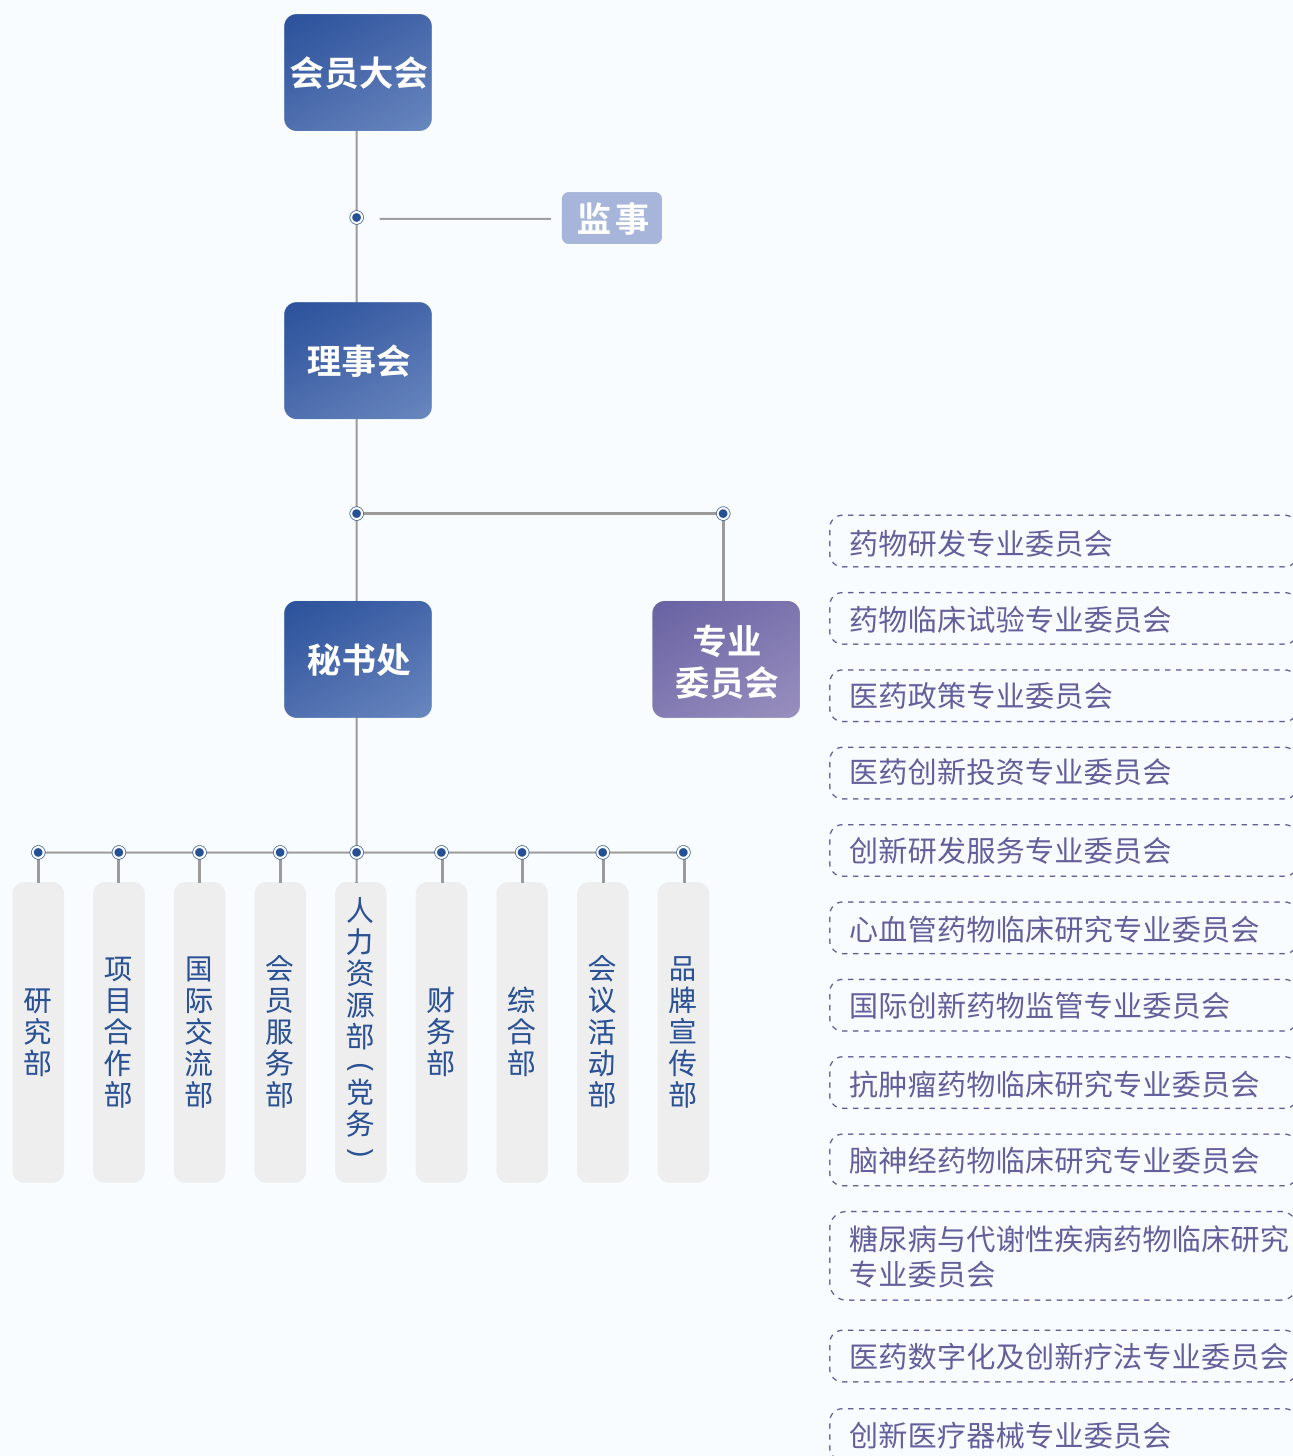 会员大会
监事
理事会
秘书处
专业
委员会
研究部
项目合作部
国际交流部
会员服务部
人力资源部(党务)
财务部
综合部
会议活动部
品牌宣传部
药物研发专业委员会
药物临床试验专业委员会
医药政策专业委员会
医药创新投资专业委员会
创新研发服务专业委员会
心血管药物临床研究专业委员会
国际创新药物监管专业委员会
抗肿瘤药物临床研究专业委员会
脑神经药物临床研究专业委员会
糖尿病与代谢性疾病药物临床研究
专业委员会
医药数字化及创新疗法专业委员会
创新医疗器械专业委员会